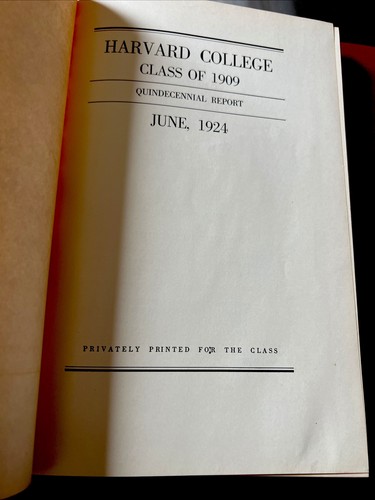 HARVARD COLLEGE
CLASS OF 1909
QUINDECENNIAL REPORT
JUNE, 1924
PRIVATELY PRINTED FOR THE CLASS